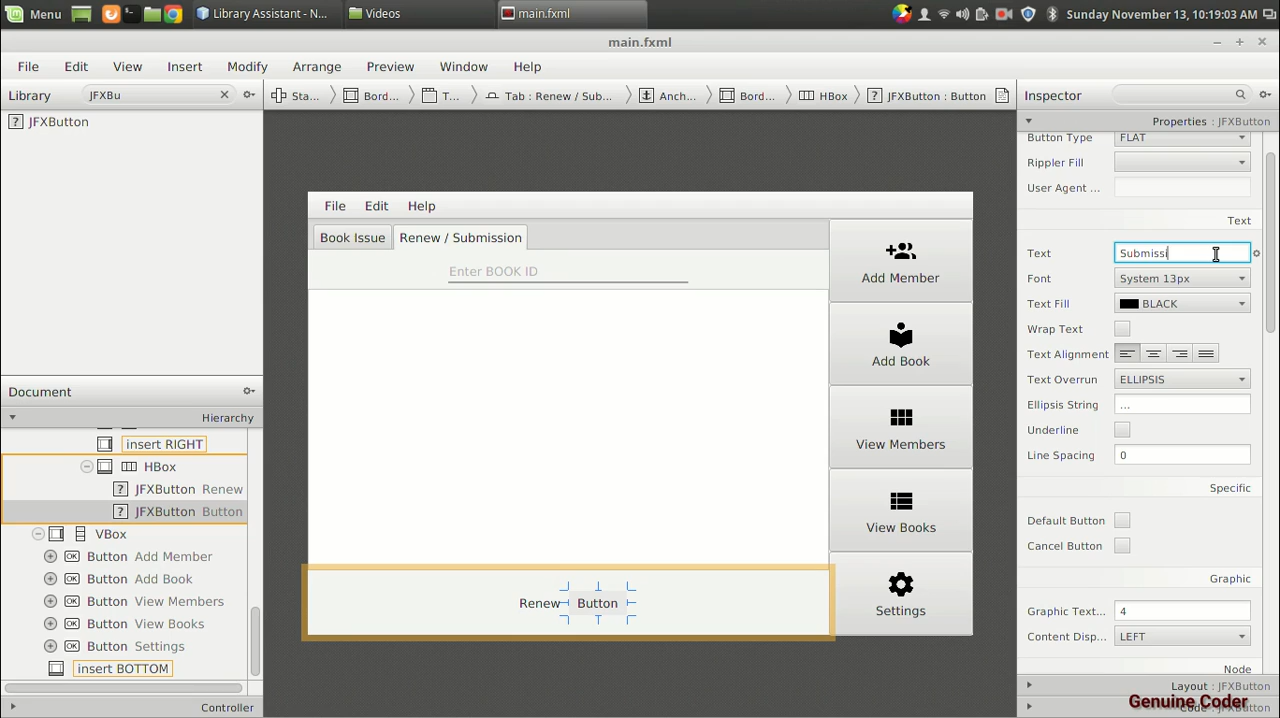 Menu
Library Assistant - N...
Videos
main.fxml
Sunday November 13, 10:19:03 AM
main.fxml
File Edit View Insert Modify Arrange Preview Window Help
Library
JFXBu
JFXButton
Sta...
Bord...
T...
Tab : Renew / Sub...
Anch...
Bord...
HBox
JFXButton : Button
Inspector
Properties : JFXButton
Button Type FLAT
Rippler Fill
User Agent ...
Text
Text Submissi
Font System 13px
Text Fill BLACK
Wrap Text
Text Alignment
Text Overrun ELLIPSIS
Ellipsis String ...
Underline
Line Spacing 0
Specific
Default Button
Cancel Button
Graphic
Graphic Text... 4
Content Disp... LEFT
Node
Layout : JFXButton
Code : JFXButton
Genuine Coder
File Edit Help
Book Issue Renew / Submission
Enter BOOK ID
Add Member
Add Book
View Members
View Books
Settings
Renew Button
Document
Hierarchy
insert RIGHT
HBox
JFXButton Renew
JFXButton Button
VBox
Button Add Member
Button Add Book
Button View Members
Button View Books
Button Settings
insert BOTTOM
Controller